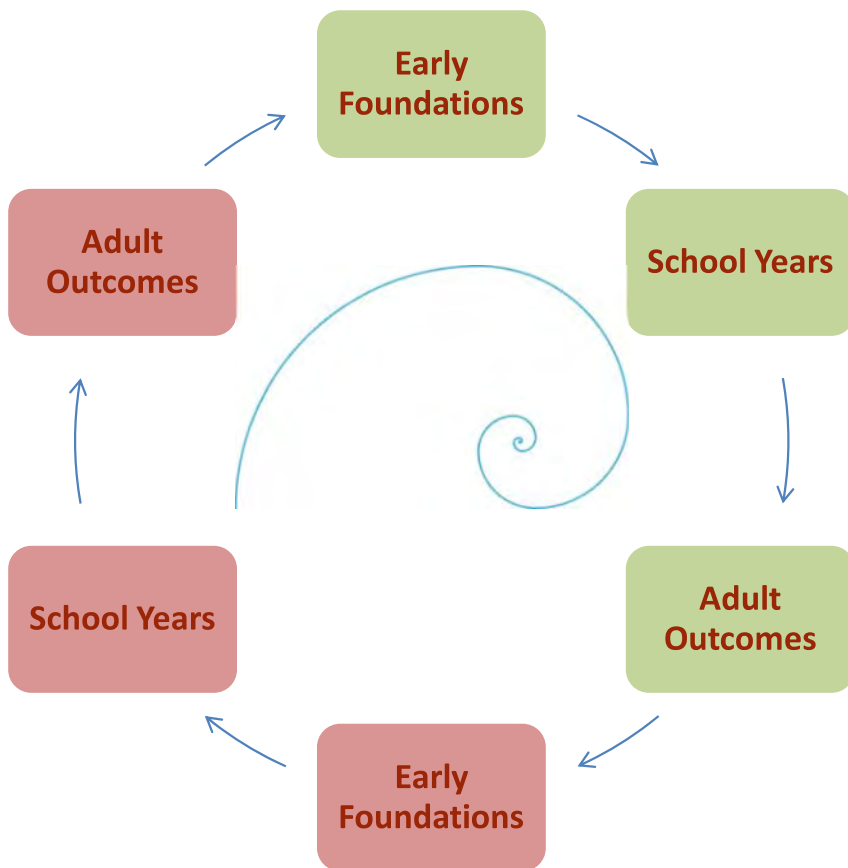 Early
Foundations
School Years
Adult
Outcomes
Early
Foundations
School Years
Adult
Outcomes